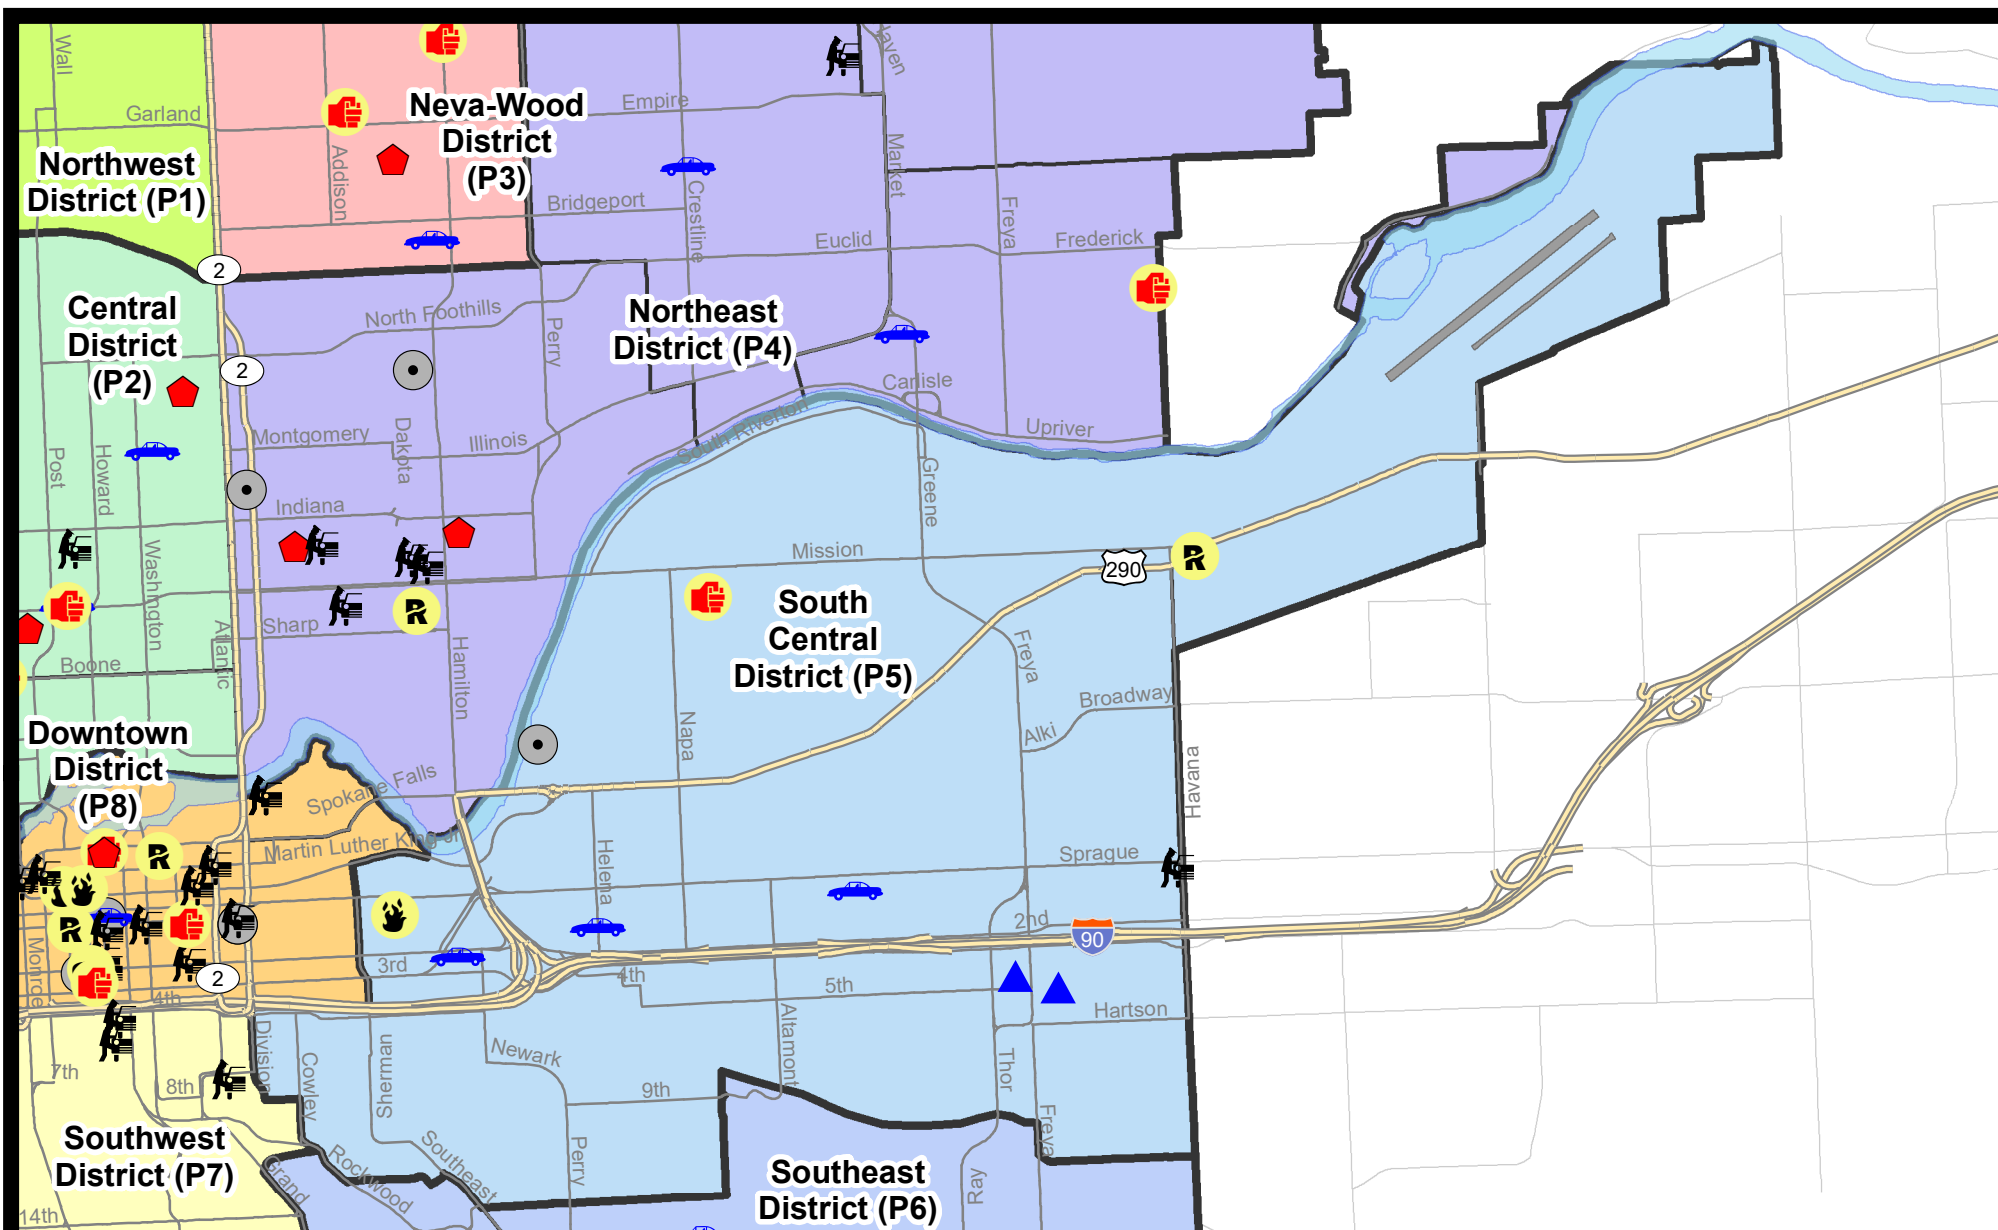 Wall
Garland
Addison
Neva-Wood
District
(P3)
Empire
Haven
Market
Crestline
Bridgeport
Euclid
Freya
Frederick
Northwest
District (P1)
2
Central
District
(P2)
2
North Foothills
Perry
Northeast
District (P4)
Carlisle
South Riverton
Upriver
Montgomery
Dakota
Illinois
Post
Howard
Indiana
Washington
Greene
Mission
290
R
R
Sharp
Boone
Atlantic
Hamilton
South
Central
District (P5)
Freya
Broadway
Alki
Napa
Havana
Downtown
District
(P8)
Spokane Falls
Martin Luther King Jr
Helena
Sprague
R
R
Monroe
2nd
90
3rd
4th
5th
2
4th
Altamont
Hartson
Division
Cowley
Sherman
Newark
9th
Thor
Freya
7th
8th
Southwest
District (P7)
Grand
Rockwood
Southeast
Perry
Southeast
District (P6)
Ray
14th